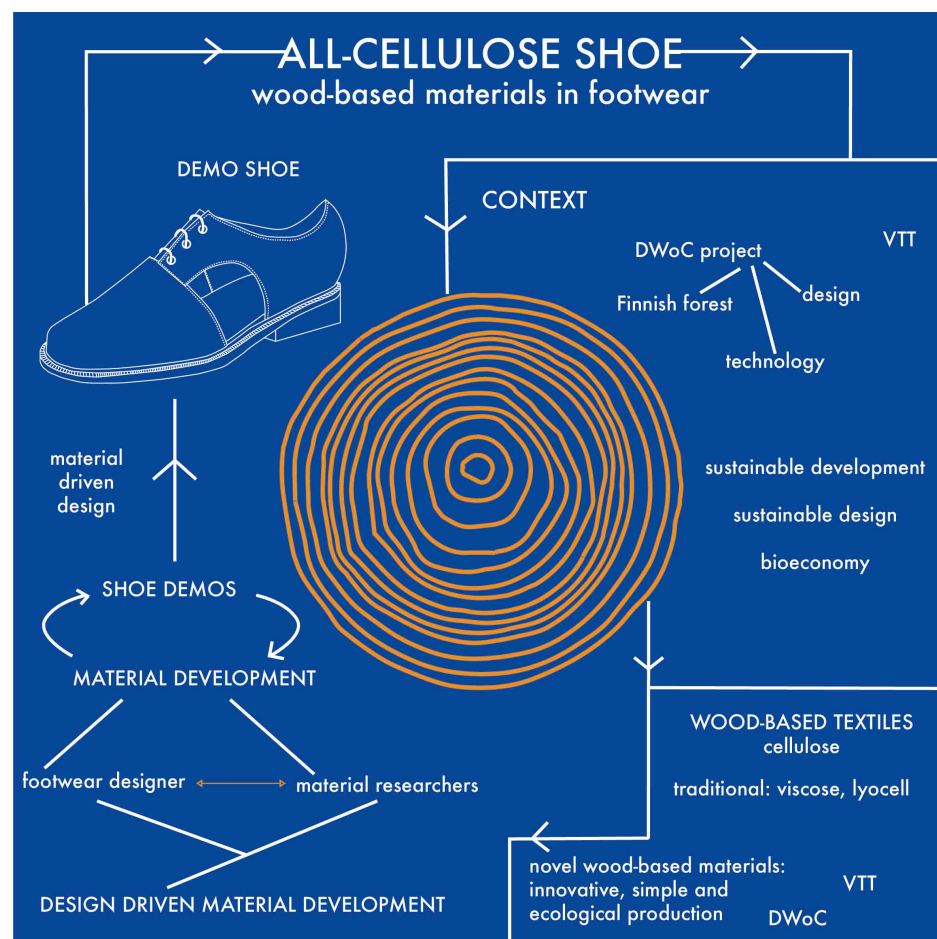 ALL-CELLULOSE SHOE
wood-based materials in footwear
DEMO SHOE
CONTEXT
VTT
DWoC project
Finnish forest
design
technology
sustainable development
sustainable design
bioeconomy
material
driven
design
SHOE DEMOS
MATERIAL DEVELOPMENT
footwear designer
material researchers
DESIGN DRIVEN MATERIAL DEVELOPMENT
WOOD-BASED TEXTILES
cellulose
traditional: viscose, lyocell
novel wood-based materials:
innovative, simple and
ecological production
VTT
DWoC